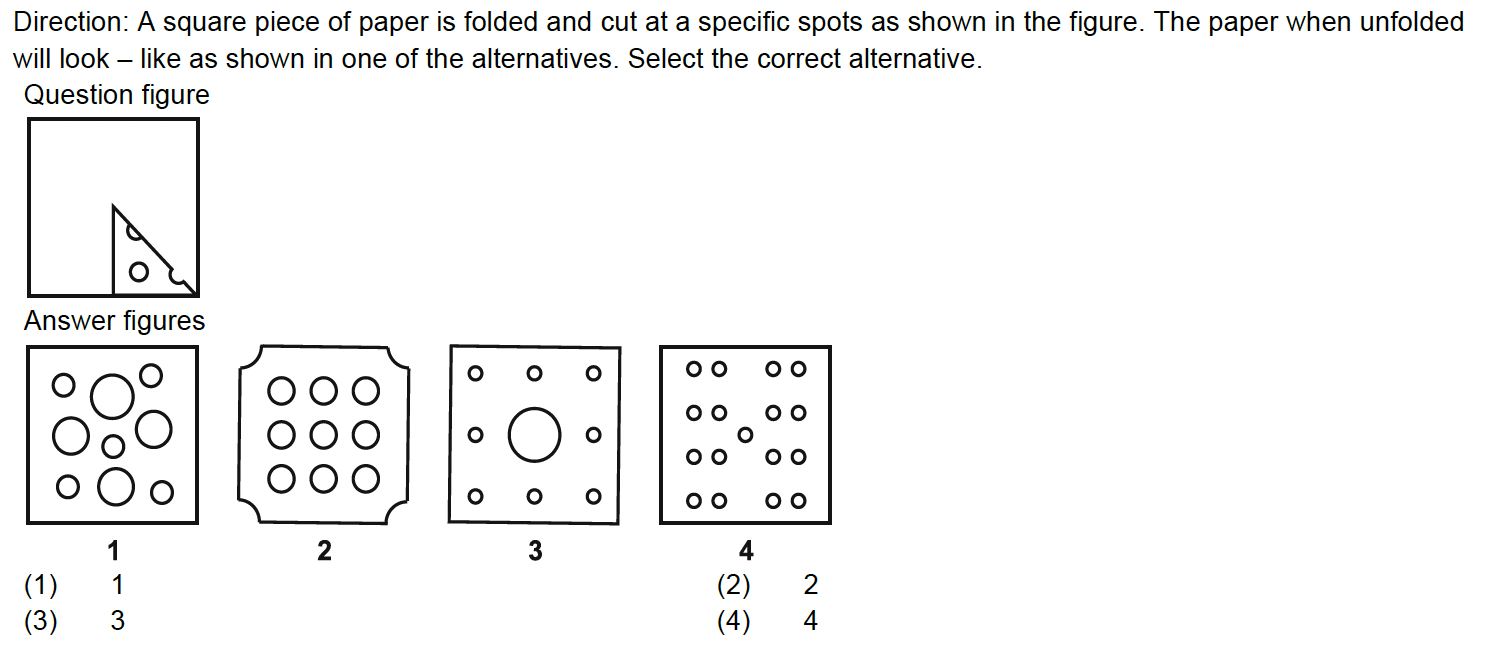 Direction: A square piece of paper is folded and cut at a specific spots as shown in the figure. The paper when unfolded
will look – like as shown in one of the alternatives. Select the correct alternative.
Question figure
Answer figures
1 2 3 4
(1) 1 (2) 2
(3) 3 (4) 4